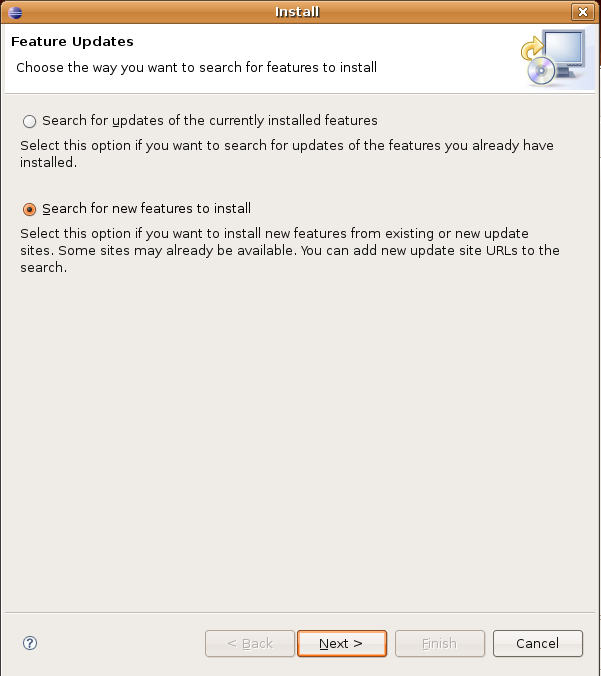 Install
Feature Updates
Choose the way you want to search for features to install
Search for updates of the currently installed features
Select this option if you want to search for updates of the features you already have
installed.
Search for new features to install
Select this option if you want to install new features from existing or new update
sites. Some sites may already be available. You can add new update site URLs to the
search.
?
< Back
Next >
Finish
Cancel